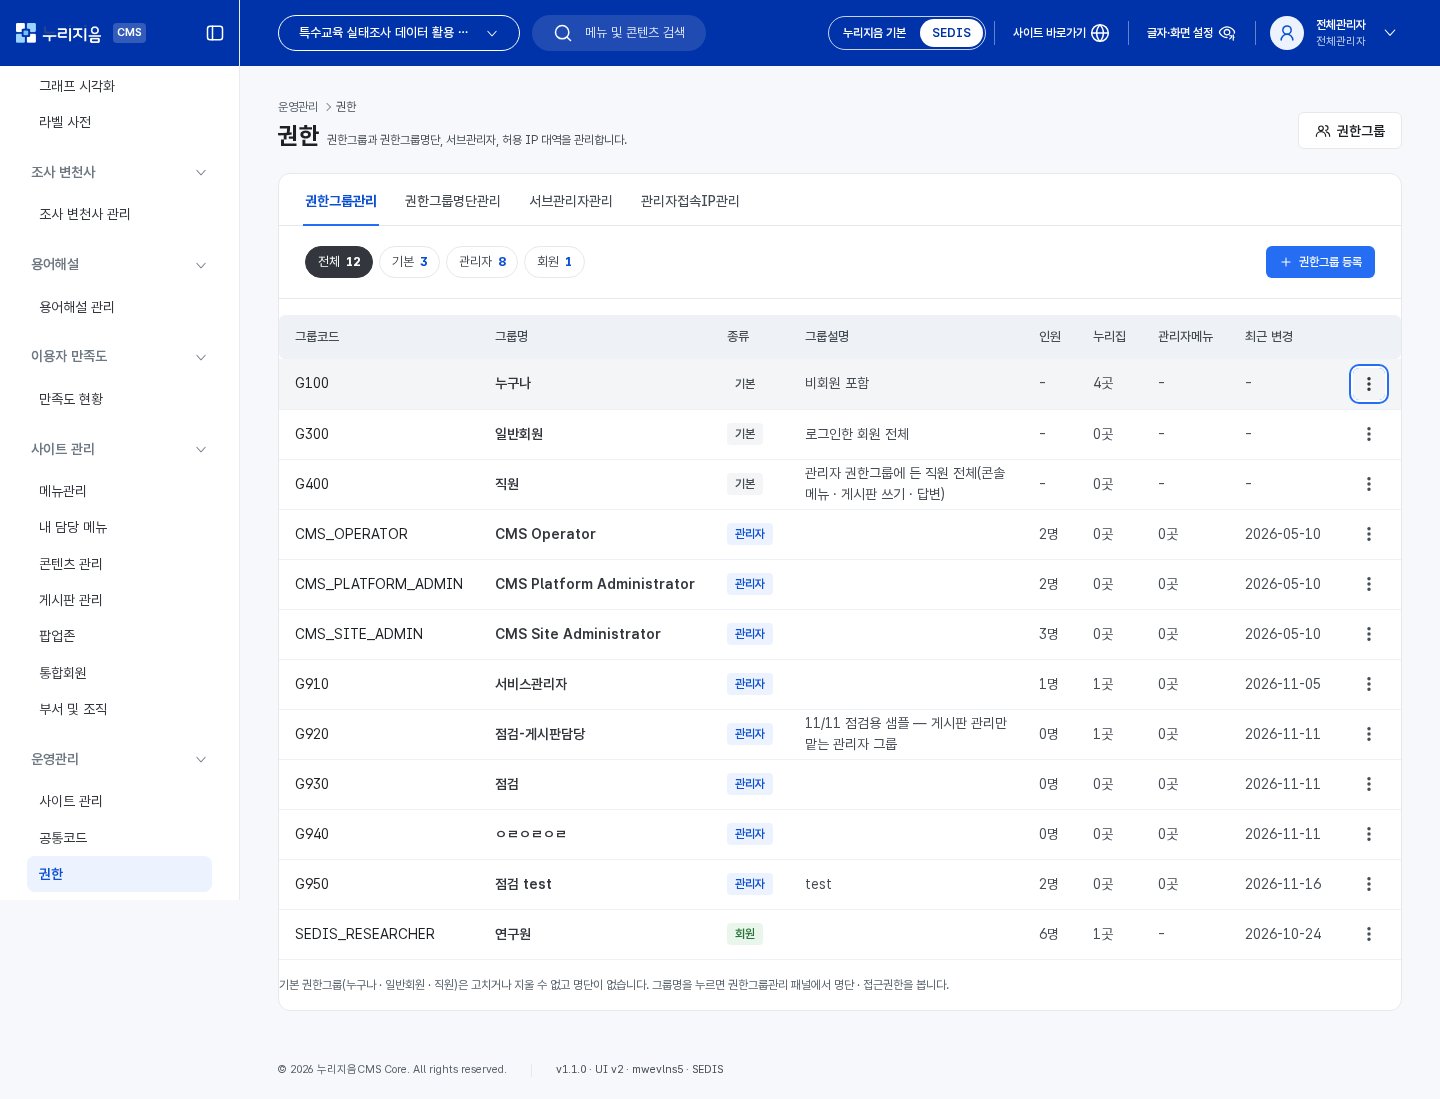 누리지음 CMS
특수교육 실태조사 데이터 활용 ···
메뉴 및 콘텐츠 검색
누리지음 기본 SEDIS
사이트 바로가기
글자·화면 설정
전체관리자
전체관리자
그래프 시각화
라벨 사전
조사 변천사
조사 변천사 관리
용어해설
용어해설 관리
이용자 만족도
만족도 현황
사이트 관리
메뉴관리
내 담당 메뉴
콘텐츠 관리
게시판 관리
팝업존
통합회원
부서 및 조직
운영관리
사이트 관리
공통코드
권한
운영관리 > 권한
권한 권한그룹과 권한그룹명단, 서브관리자, 허용 IP 대역을 관리합니다.
권한그룹
권한그룹관리 권한그룹명단관리 서브관리자관리 관리자접속IP관리
전체 12 기본 3 관리자 8 회원 1
+ 권한그룹 등록
그룹코드 그룹명 종류 그룹설명 인원 누리집 관리자메뉴 최근 변경
G100 누구나 기본 비회원 포함 - 4곳 - -
G300 일반회원 기본 로그인한 회원 전체 - 0곳 - -
G400 직원 기본 관리자 권한그룹에 든 직원 전체(콘솔 메뉴 · 게시판 쓰기 · 답변) - 0곳 - -
CMS_OPERATOR CMS Operator 관리자 2명 0곳 0곳 2026-05-10
CMS_PLATFORM_ADMIN CMS Platform Administrator 관리자 2명 0곳 0곳 2026-05-10
CMS_SITE_ADMIN CMS Site Administrator 관리자 3명 0곳 0곳 2026-05-10
G910 서비스관리자 관리자 1명 1곳 0곳 2026-11-05
G920 점검-게시판담당 관리자 11/11 점검용 샘플 — 게시판 관리만 맡는 관리자 그룹 0명 1곳 0곳 2026-11-11
G930 점검 관리자 0명 0곳 0곳 2026-11-11
G940 ㅇㄹㅇㄹㅇㄹ 관리자 0명 0곳 0곳 2026-11-11
G950 점검 test 관리자 test 2명 0곳 0곳 2026-11-16
SEDIS_RESEARCHER 연구원 회원 6명 1곳 - 2026-10-24
기본 권한그룹(누구나 · 일반회원 · 직원)은 고치거나 지울 수 없고 명단이 없습니다. 그룹명을 누르면 권한그룹관리 패널에서 명단 · 접근권한을 봅니다.
© 2026 누리지음CMS Core. All rights reserved.
v1.1.0 · UI v2 · mwevlns5 · SEDIS